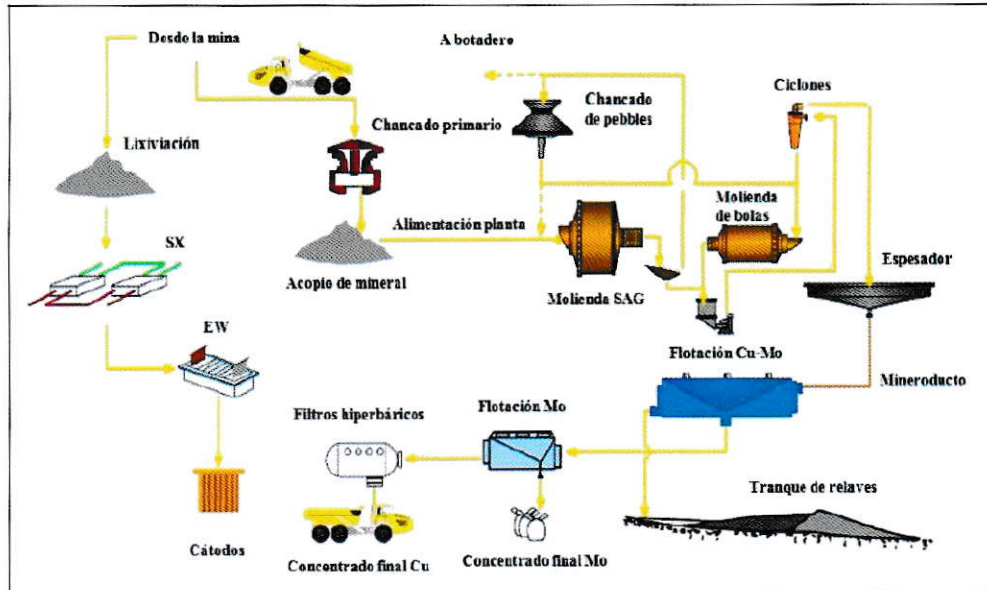 Desde la mina
A botadero
Ciclones
Chancado
de pebbles
Chancado primario
Lixiviación
Molienda
de bolas
Alimentación planta
SX
Espesador
Acopio de mineral
Molienda SAG
EW
Flotación Cu-Mo
Mineroducto
Flotación Mo
Filtros hiperbáricos
Tranque de relaves
Cátodos
Concentrado final Cu
Concentrado final Mo